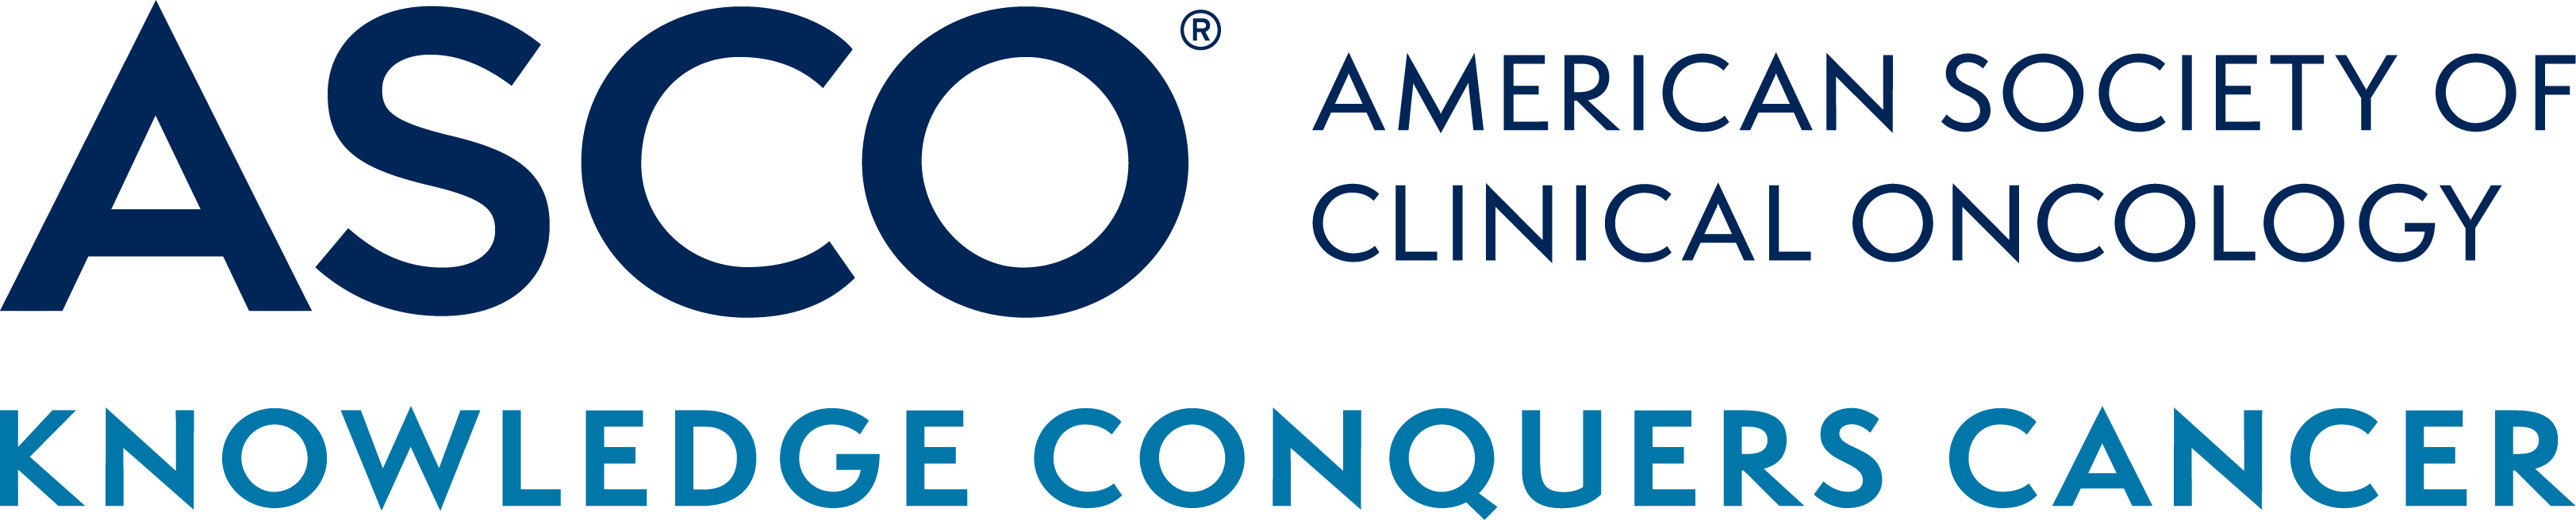 ASCO®
AMERICAN SOCIETY OF
CLINICAL ONCOLOGY
KNOWLEDGE CONQUERS CANCER